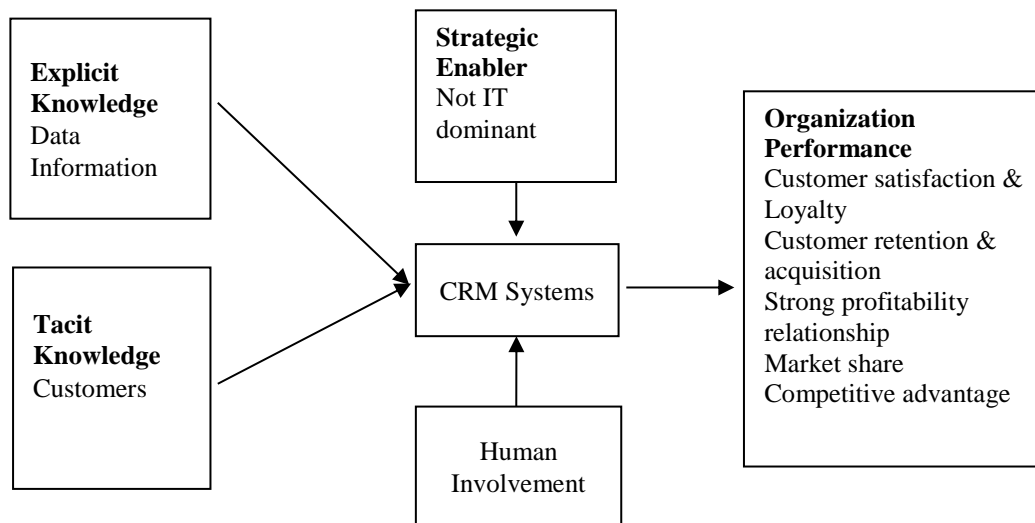 Explicit
Knowledge
Data
Information
Tacit
Knowledge
Customers
Strategic
Enabler
Not IT
dominant
CRM Systems
Human
Involvement
Organization
Performance
Customer satisfaction &
Loyalty
Customer retention &
acquisition
Strong profitability
relationship
Market share
Competitive advantage